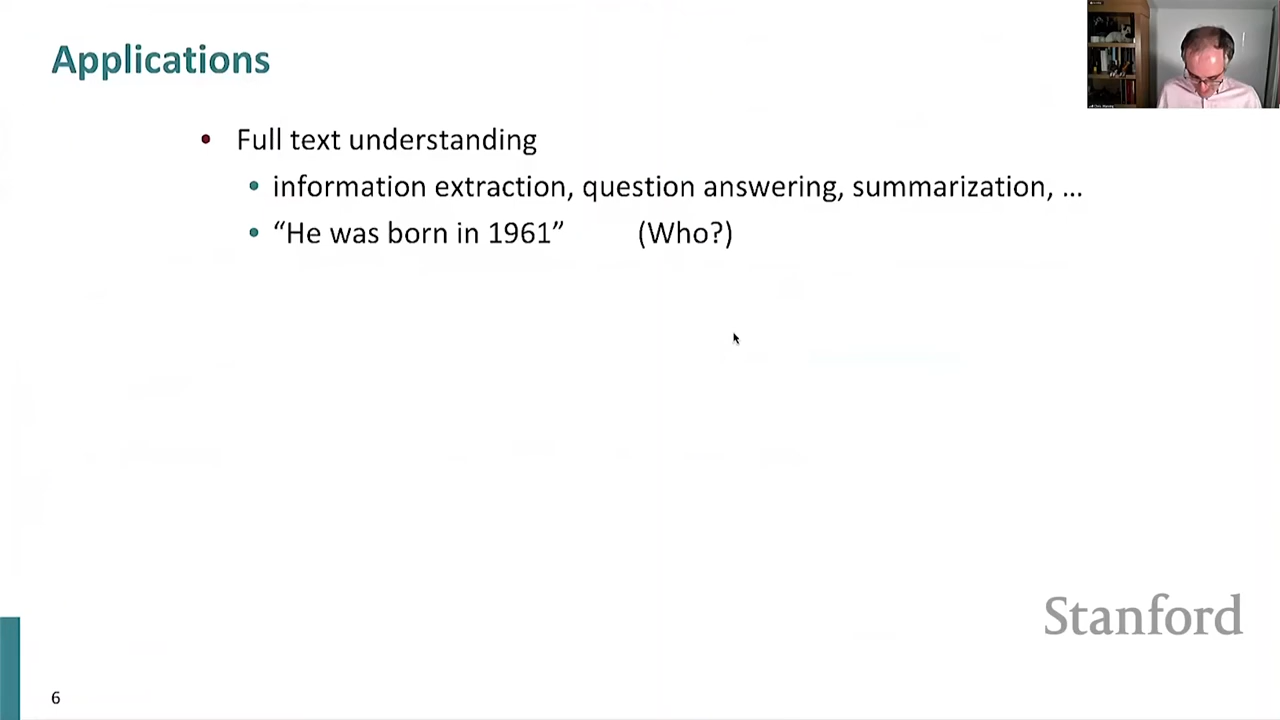 Applications
• Full text understanding
• information extraction, question answering, summarization, …
• “He was born in 1961” (Who?)
Stanford
6